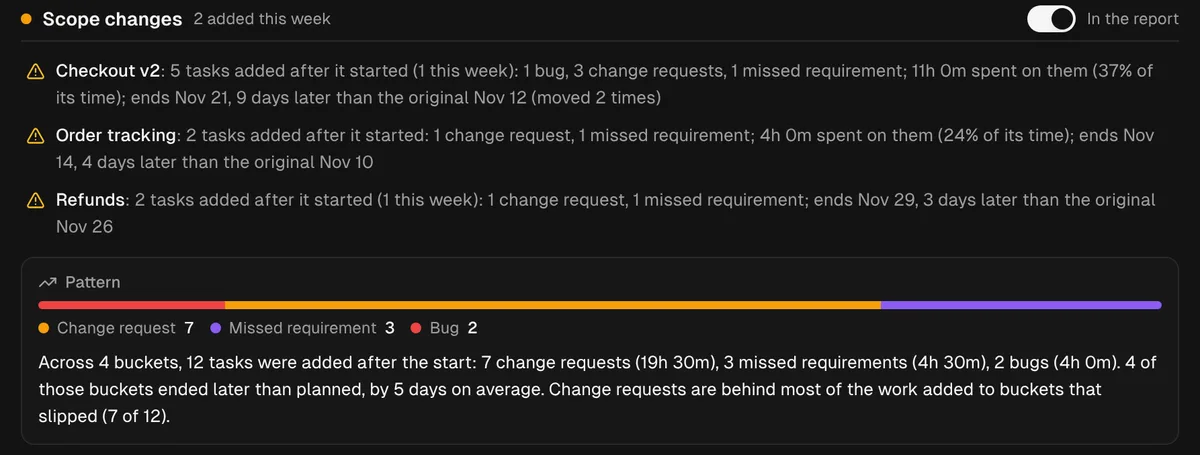 Scope changes 2 added this week In the report
Checkout v2: 5 tasks added after it started (1 this week): 1 bug, 3 change requests, 1 missed requirement; 11h 0m spent on them (37% of
its time); ends Nov 21, 9 days later than the original Nov 12 (moved 2 times)
Order tracking: 2 tasks added after it started: 1 change request, 1 missed requirement; 4h 0m spent on them (24% of its time); ends Nov
14, 4 days later than the original Nov 10
Refunds: 2 tasks added after it started (1 this week): 1 change request, 1 missed requirement; ends Nov 29, 3 days later than the original
Nov 26
Pattern
Change request 7 Missed requirement 3 Bug 2
Across 4 buckets, 12 tasks were added after the start: 7 change requests (19h 30m), 3 missed requirements (4h 30m), 2 bugs (4h 0m). 4 of
those buckets ended later than planned, by 5 days on average. Change requests are behind most of the work added to buckets that
slipped (7 of 12).